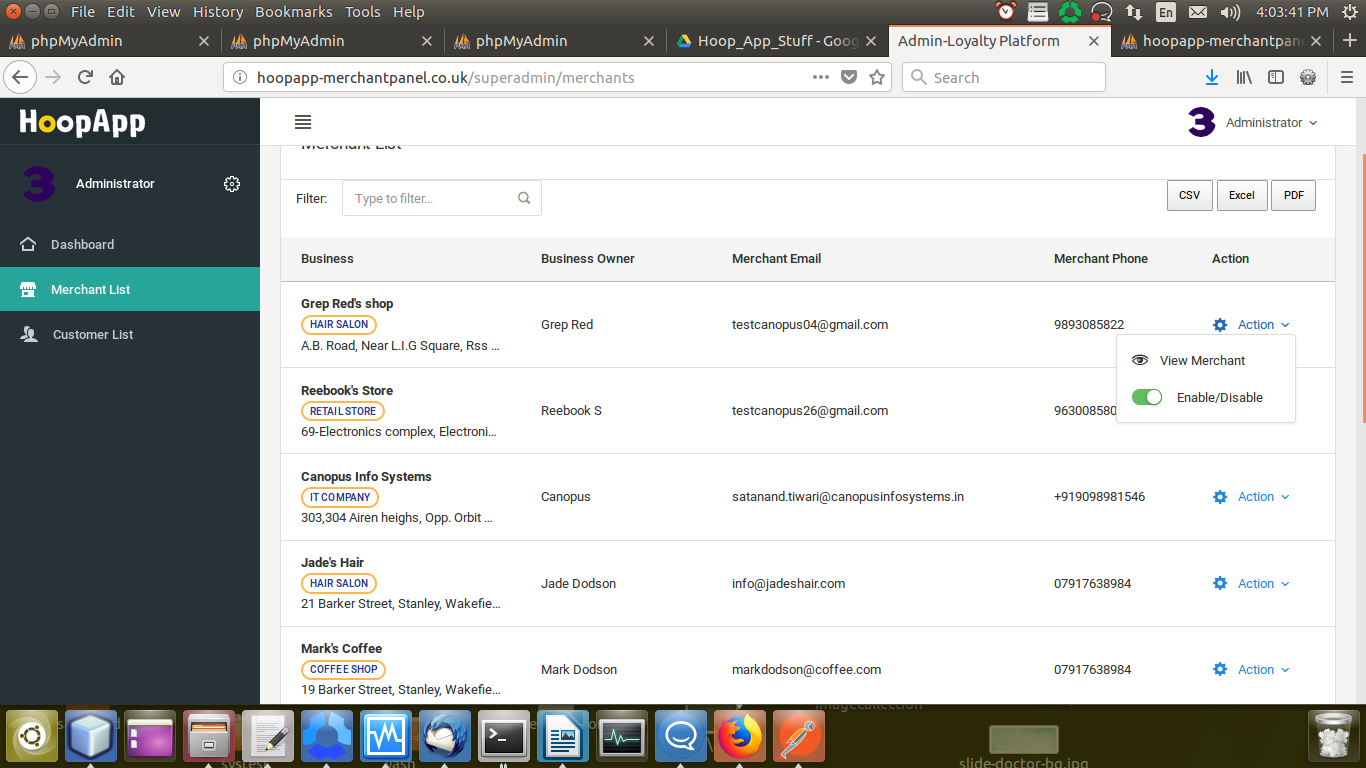 File Edit View History Bookmarks Tools Help
En
4:03:41 PM
phpMyAdmin
phpMyAdmin
phpMyAdmin
Hoop_App_Stuff - Goog
Admin-Loyalty Platform
hoopapp-merchantpan
hoopapp-merchantpanel.co.uk/superadmin/merchants
Search
HoopApp
3
Administrator
3
Administrator
Dashboard
Merchant List
Customer List
Merchant List
Filter:
Type to filter...
CSV
Excel
PDF
Business
Business Owner
Merchant Email
Merchant Phone
Action
Grep Red's shop
HAIR SALON
A.B. Road, Near L.I.G Square, Rss ...
Grep Red
testcanopus04@gmail.com
9893085822
Action
View Merchant
Enable/Disable
Reebook's Store
RETAIL STORE
69-Electronics complex, Electroni...
Reebook S
testcanopus26@gmail.com
963008580
Canopus Info Systems
IT COMPANY
303,304 Airen heighs, Opp. Orbit ...
Canopus
satanand.tiwari@canopusinfosystems.in
+919098981546
Action
Jade's Hair
HAIR SALON
21 Barker Street, Stanley, Wakefie...
Jade Dodson
info@jadeshair.com
07917638984
Action
Mark's Coffee
COFFEE SHOP
19 Barker Street, Stanley, Wakefie...
Mark Dodson
markdodson@coffee.com
07917638984
Action
imagecallection
slide-doctor-bg.jpg